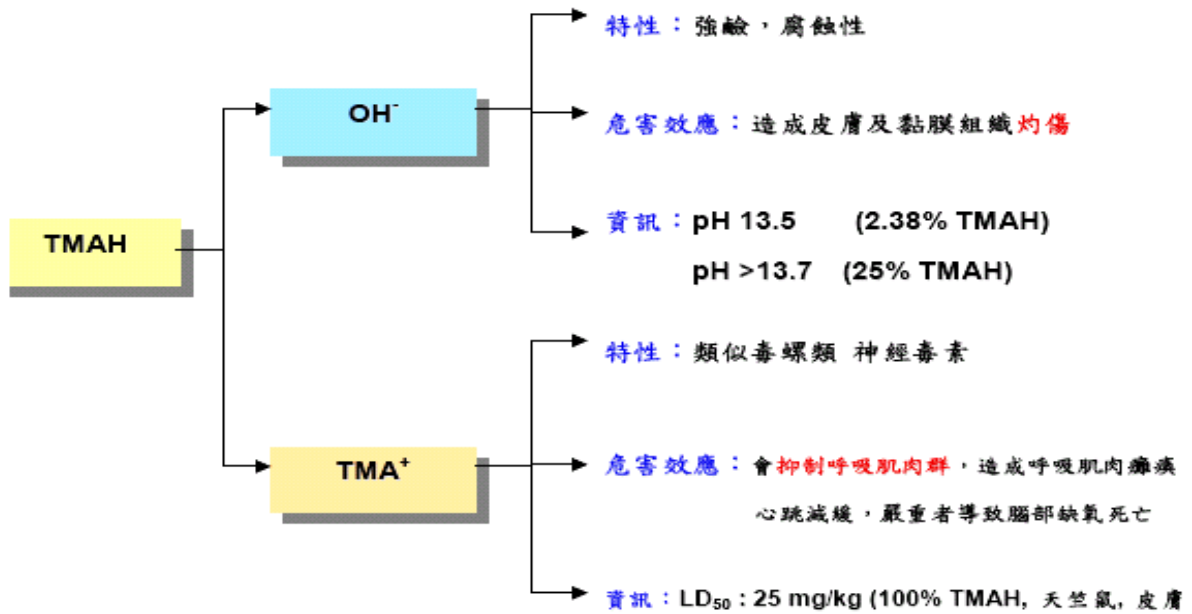 TMAH
OH⁻
特性：強鹼，腐蝕性
危害效應：造成皮膚及黏膜組織灼傷
資訊：pH 13.5 (2.38% TMAH)
pH >13.7 (25% TMAH)
TMA⁺
特性：類似毒螺類 神經毒素
危害效應：會抑制呼吸肌肉群，造成呼吸肌肉癱瘓
心跳減緩，嚴重者導致腦部缺氧死亡
資訊：LD₅₀ : 25 mg/kg (100% TMAH, 天竺鼠, 皮膚